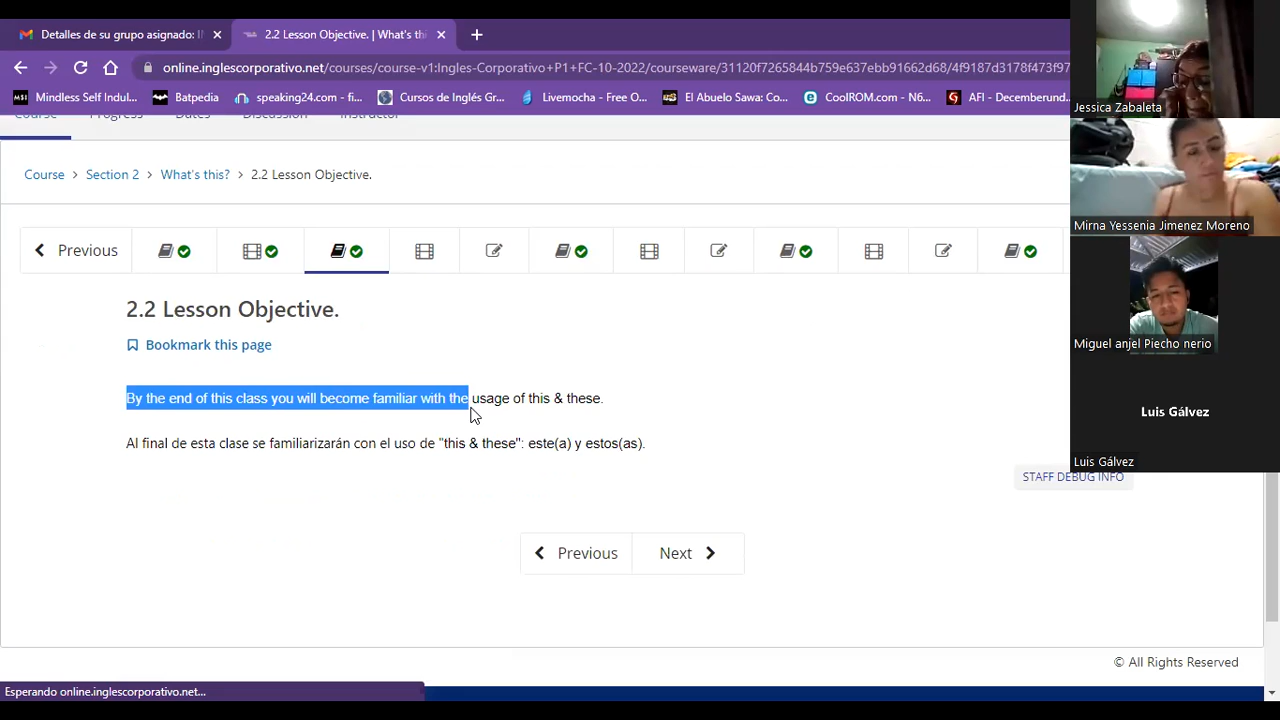 Detalles de su grupo asignado: I
2.2 Lesson Objective. | What's thi
online.inglescorporativo.net/courses/course-v1:Ingles-Corporativo+P1+FC-10-2022/courseware/31120f7265844b759e637ebb91662d68/4f9187d3178f473f97
Mindless Self Indul...
Batpedia
speaking24.com - fi...
Cursos de Inglés Gr...
Livemocha - Free O...
El Abuelo Sawa: Co...
CoolROM.com - N6...
AFI - Decemberund...
Course
Progress
Dates
Discussion
Instructor
Course > Section 2 > What's this? > 2.2 Lesson Objective.
Previous
2.2 Lesson Objective.
Bookmark this page
By the end of this class you will become familiar with the usage of this & these.
Al final de esta clase se familiarizarán con el uso de "this & these": este(a) y estos(as).
STAFF DEBUG INFO
Previous
Next
© All Rights Reserved
Esperando online.inglescorporativo.net...
Jessica Zabaleta
Mirna Yessenia Jimenez Moreno
Miguel anjel Piecho nerio
Luis Gálvez
Luis Gálvez